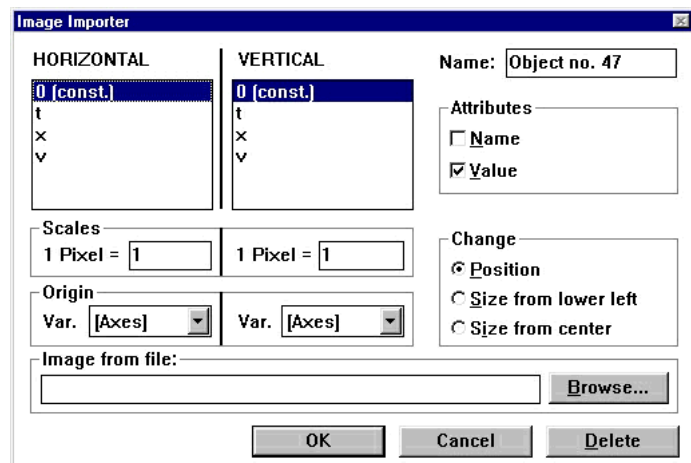 Image Importer
HORIZONTAL
0 (const.)
t
x
v
VERTICAL
0 (const.)
t
x
v
Name: Object no. 47
Attributes
Name
Value
Scales
1 Pixel = 1
1 Pixel = 1
Origin
Var. [Axes]
Var. [Axes]
Change
Position
Size from lower left
Size from center
Image from file:
Browse...
OK
Cancel
Delete